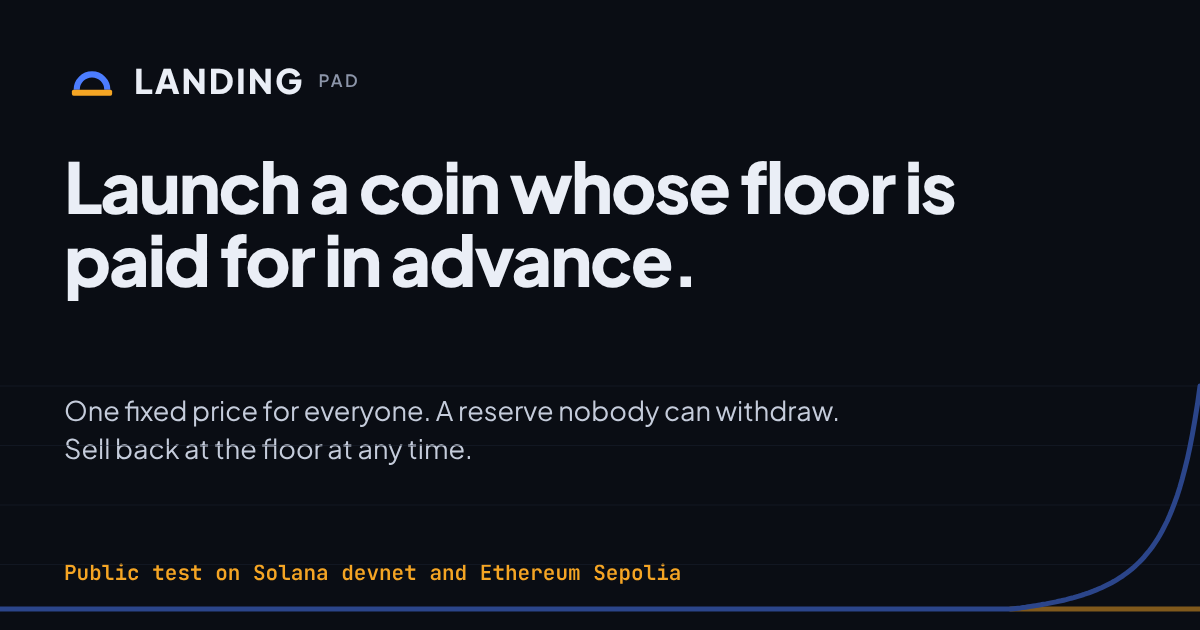 LANDING PAD
Launch a coin whose floor is
paid for in advance.
One fixed price for everyone. A reserve nobody can withdraw.
Sell back at the floor at any time.
Public test on Solana devnet and Ethereum Sepolia